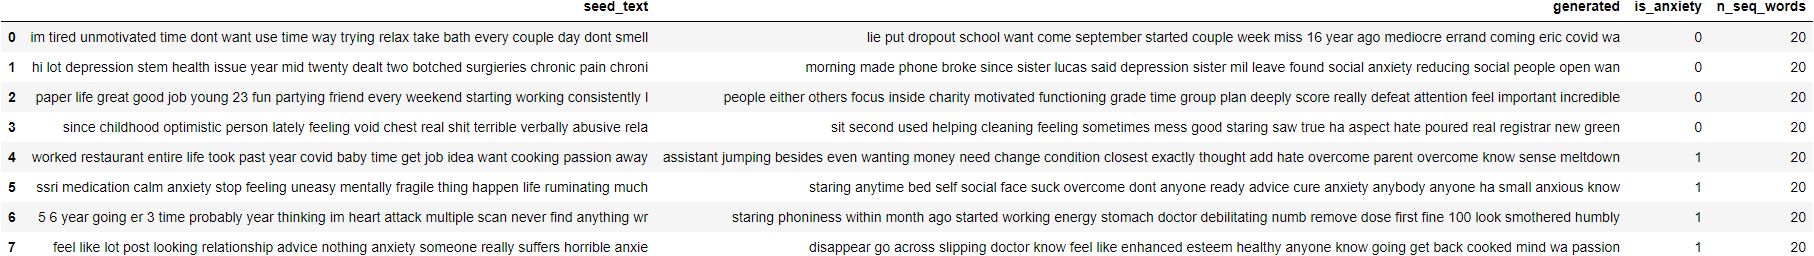 seed_text generated is_anxiety n_seq_words
0 im tired unmotivated time dont want use time way trying relax take bath every couple day dont smell lie put dropout school want come september started couple week miss 16 year ago mediocre errand coming eric covid wa 0 20
1 hi lot depression stem health issue year mid twenty dealt two botched surgieries chronic pain chroni morning made phone broke since sister lucas said depression sister mil leave found social anxiety reducing social people open wan 0 20
2 paper life great good job young 23 fun partying friend every weekend starting working consistently l people either others focus inside charity motivated functioning grade time group plan deeply score really defeat attention feel important incredible 0 20
3 since childhood optimistic person lately feeling void chest real shit terrible verbally abusive rela sit second used helping cleaning feeling sometimes mess good staring saw true ha aspect hate poured real registrar new green 0 20
4 worked restaurant entire life took past year covid baby time get job idea want cooking passion away assistant jumping besides even wanting money need change condition closest exactly thought add hate overcome parent overcome know sense meltdown 1 20
5 ssri medication calm anxiety stop feeling uneasy mentally fragile thing happen life ruminating much staring anytime bed self social face suck overcome dont anyone ready advice cure anxiety anybody anyone ha small anxious know 1 20
6 5 6 year going er 3 time probably year thinking im heart attack multiple scan never find anything wr staring phoniness within month ago started working energy stomach doctor debilitating numb remove dose first fine 100 look smothered humbly 1 20
7 feel like lot post looking relationship advice nothing anxiety someone really suffers horrible anxie disappear go across slipping doctor know feel like enhanced esteem healthy anyone know going get back cooked mind wa passion 1 20